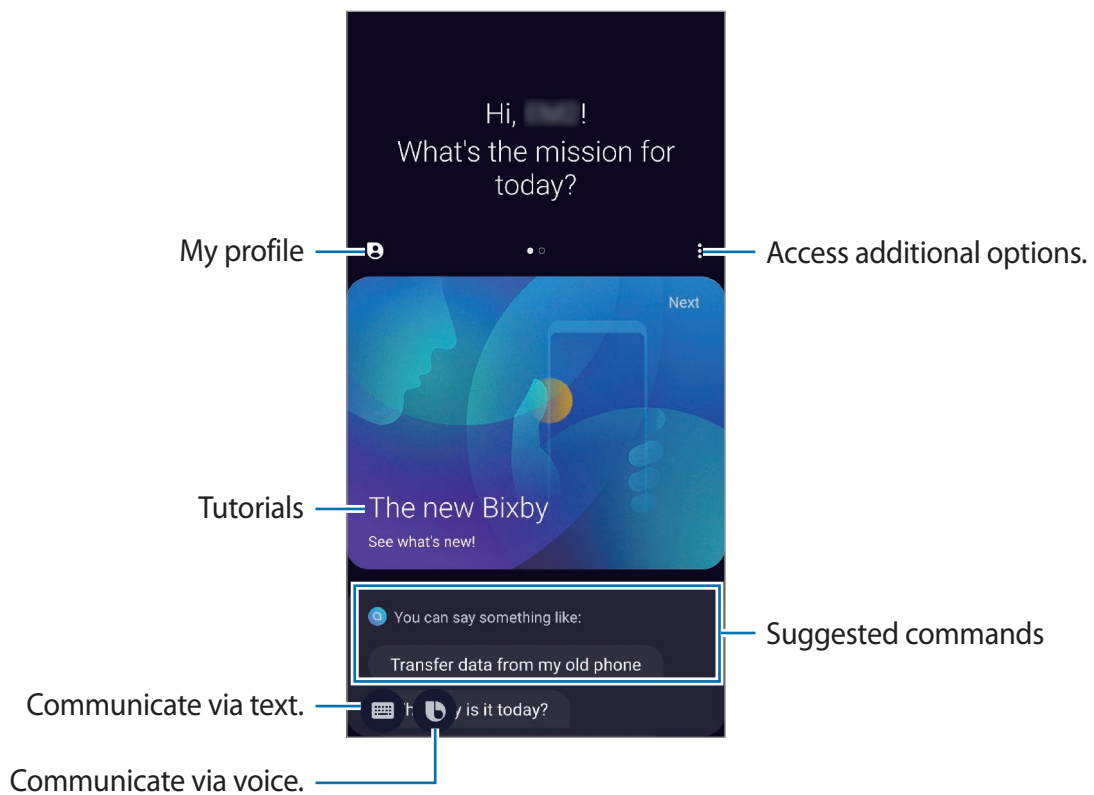 Hi, !
What's the mission for
today?
My profile
Access additional options.
Next
Tutorials
The new Bixby
See what's new!
You can say something like:
Suggested commands
Transfer data from my old phone
Communicate via text.
y is it today?
Communicate via voice.